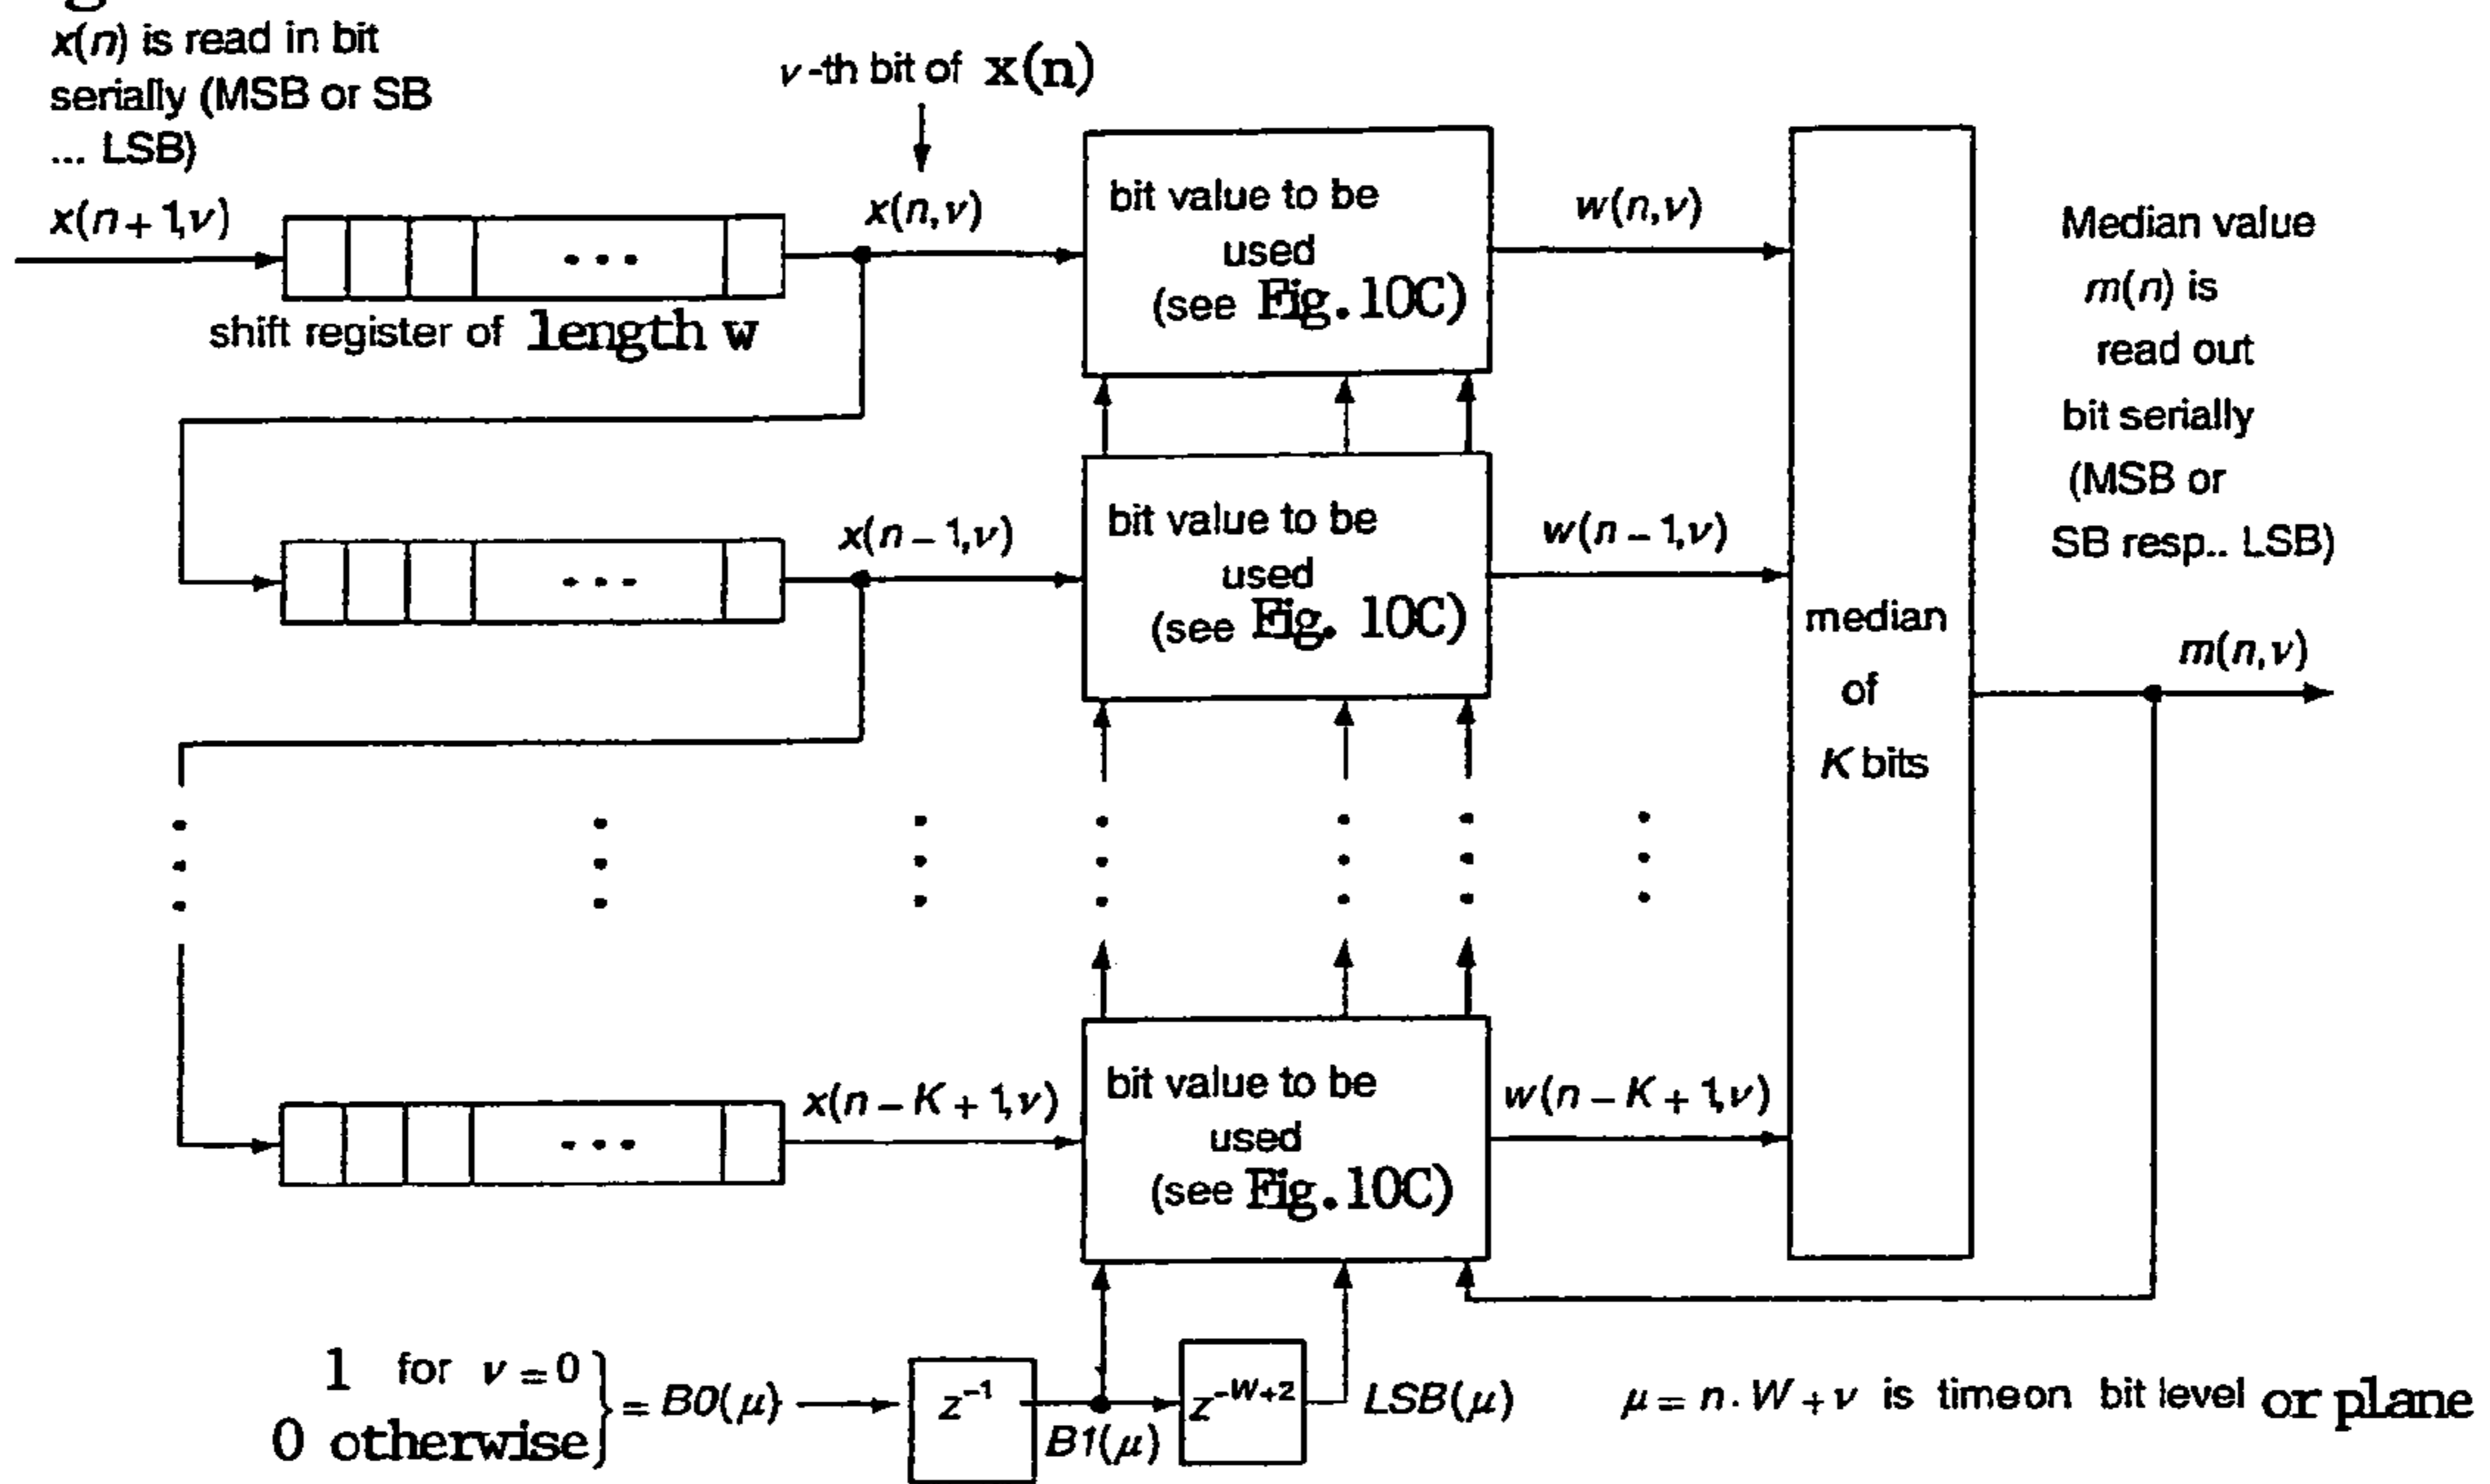 x(n) is read in bit
serially (MSB or SB
... LSB)
x(n+1,ν)
shift register of length w
ν-th bit of x(n)
x(n,ν)
bit value to be
used
(see Fig.10C)
w(n,ν)
Median value
m(n) is
read out
bit serially
(MSB or
SB resp.. LSB)
x(n−1,ν)
bit value to be
used
(see Fig. 10C)
w(n−1,ν)
median
of
K bits
m(n,ν)
x(n−K+1,ν)
bit value to be
used
(see Fig.10C)
w(n−K+1,ν)
1 for ν=0
0 otherwise
} = B0(μ)
z⁻¹
B1(μ)
z⁻ᵂ⁺²
LSB(μ)
μ = n.W+ν is timeon bit level or plane